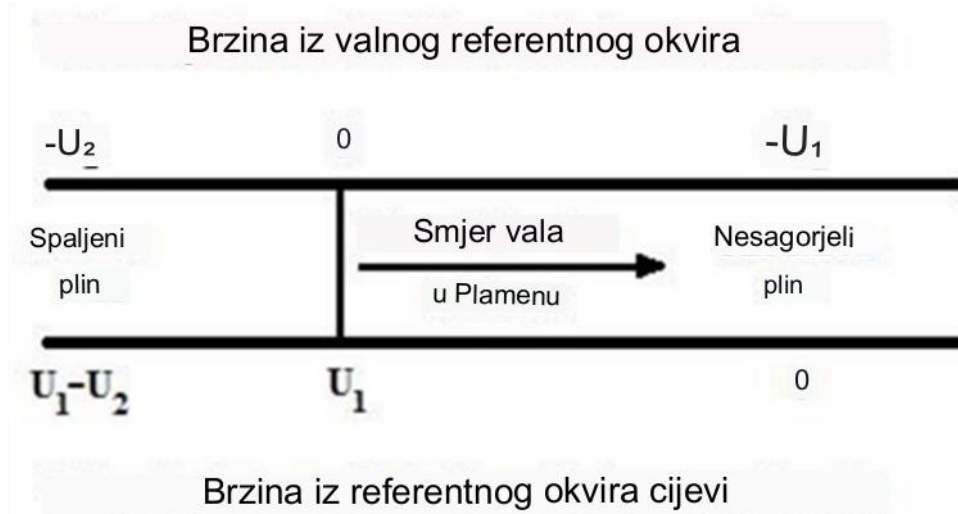 Brzina iz valnog referentnog okvira
-U₂ 0 -U₁
Spaljeni
plin
Smjer vala
u Plamenu
Nesagorjeli
plin
U₁-U₂ U₁ 0
Brzina iz referentnog okvira cijevi